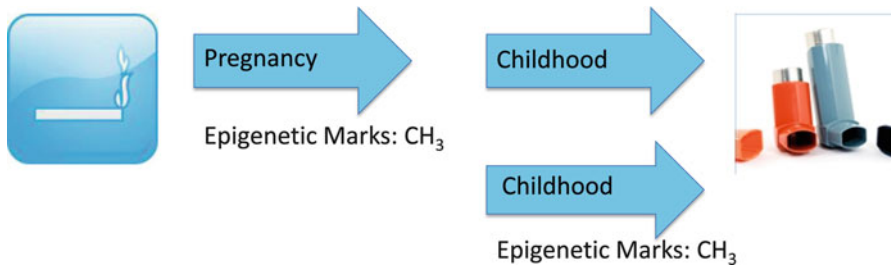 Pregnancy
Childhood
Epigenetic Marks: CH₃
Childhood
Epigenetic Marks: CH₃